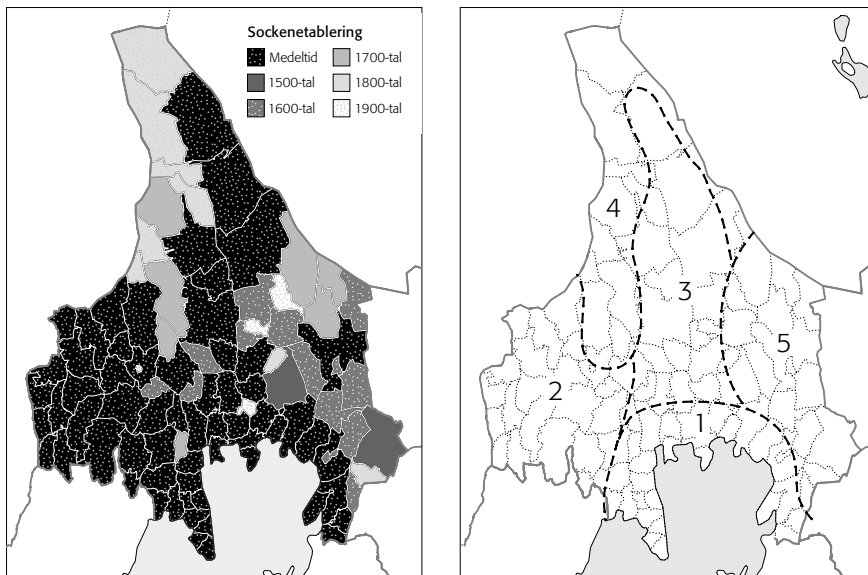 Sockenetablering
Medeltid
1700-tal
1500-tal
1800-tal
1600-tal
1900-tal
4
3
5
2
1